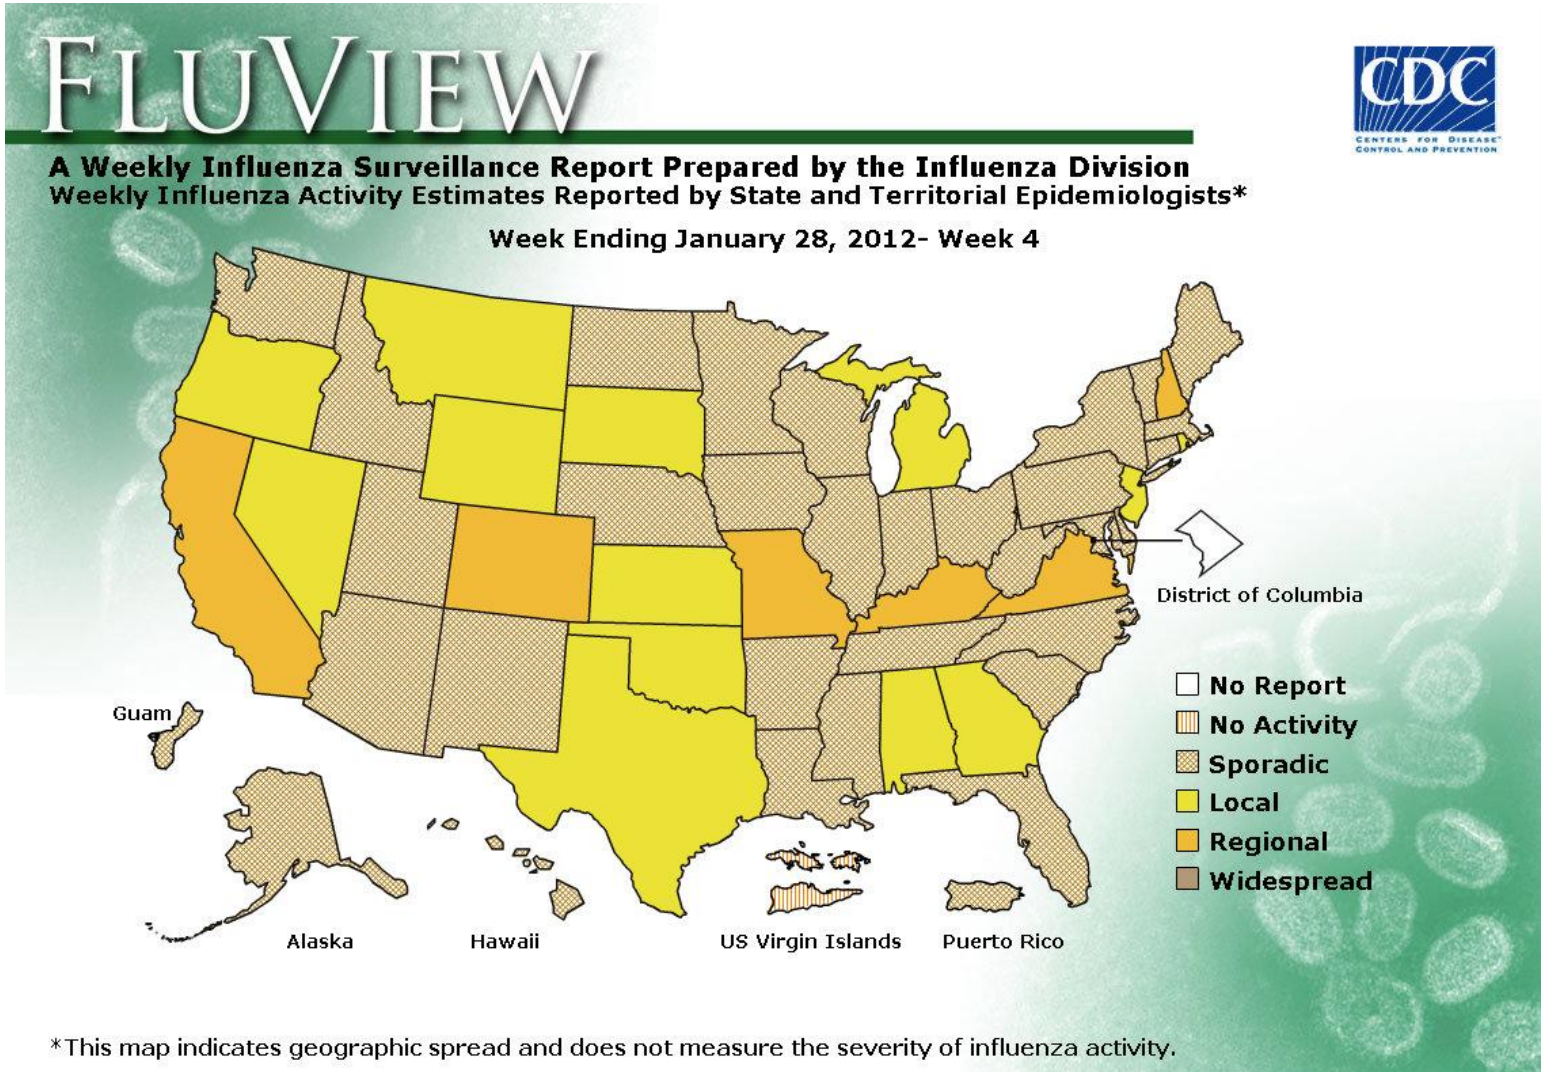 FLUVIEW
CDC
CENTERS FOR DISEASE™
CONTROL AND PREVENTION
A Weekly Influenza Surveillance Report Prepared by the Influenza Division
Weekly Influenza Activity Estimates Reported by State and Territorial Epidemiologists*
Week Ending January 28, 2012- Week 4
District of Columbia
No Report
Guam
No Activity
Sporadic
Local
Regional
Widespread
Alaska
Hawaii
US Virgin Islands
Puerto Rico
*This map indicates geographic spread and does not measure the severity of influenza activity.